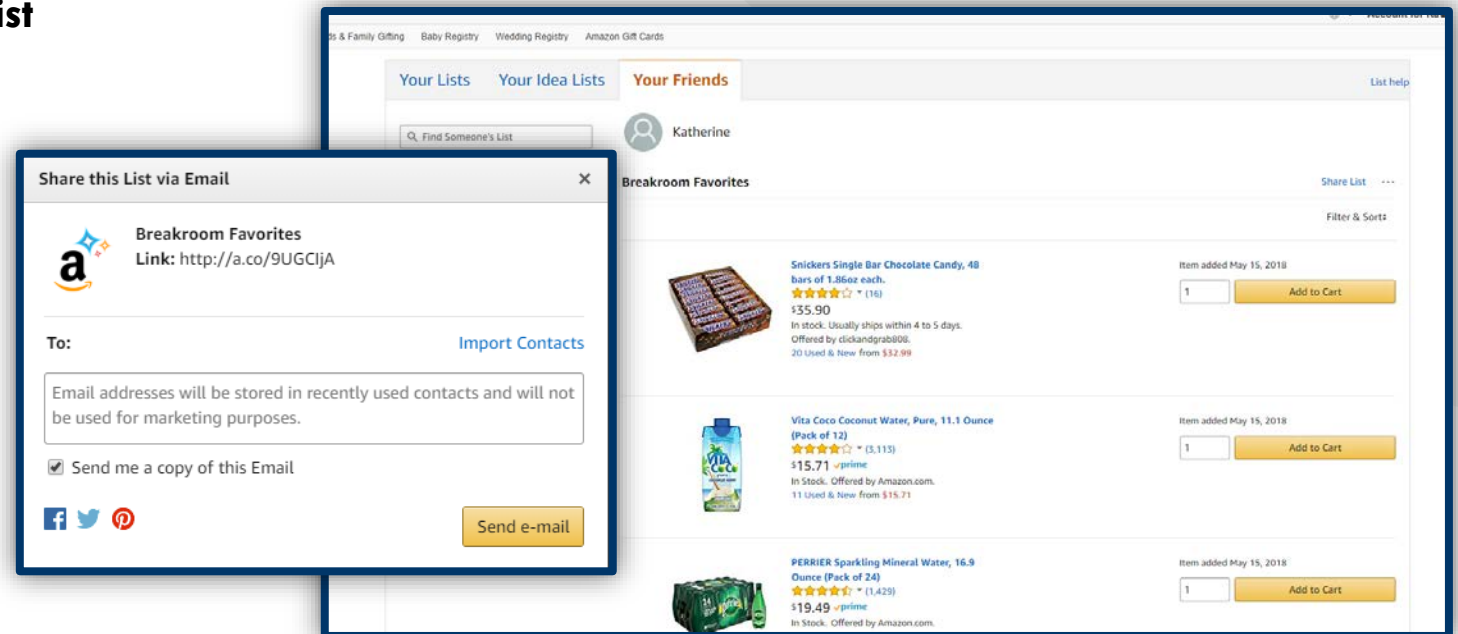 ist
ds & Family Gifting Baby Registry Wedding Registry Amazon Gift Cards
Your Lists Your Idea Lists Your Friends
List help
Find Someone's List
Katherine
Breakroom Favorites
Share List ...
Filter & Sort
Snickers Single Bar Chocolate Candy, 48
bars of 1.86oz each.
(16)
$35.90
In stock. Usually ships within 4 to 5 days.
Offered by clickandgrab808.
20 Used & New from $32.99
Item added May 15, 2018
1 Add to Cart
VITA
COCO
Vita Coco Coconut Water, Pure, 11.1 Ounce
(Pack of 12)
(3,113)
$15.71 prime
In Stock. Offered by Amazon.com.
11 Used & New from $15.71
Item added May 15, 2018
1 Add to Cart
PERRIER Sparkling Mineral Water, 16.9
Ounce (Pack of 24)
(1,429)
$19.49 prime
In Stock. Offered by Amazon.com.
Item added May 15, 2018
1 Add to Cart
Share this List via Email ×
a
Breakroom Favorites
Link: http://a.co/9UGCIjA
To: Import Contacts
Email addresses will be stored in recently used contacts and will not
be used for marketing purposes.
Send me a copy of this Email
Send e-mail